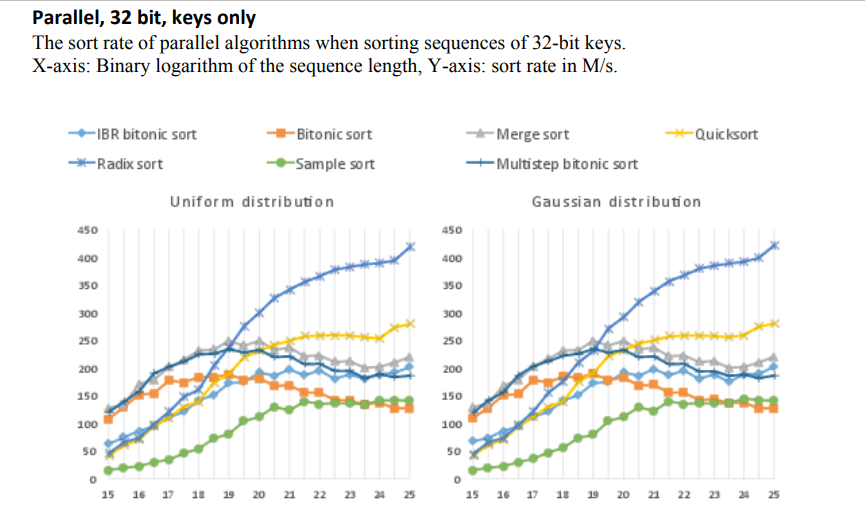 Parallel, 32 bit, keys only
The sort rate of parallel algorithms when sorting sequences of 32-bit keys.
X-axis: Binary logarithm of the sequence length, Y-axis: sort rate in M/s.
IBR bitonic sort Bitonic sort Merge sort Quicksort
Radix sort Sample sort Multistep bitonic sort
Uniform distribution Gaussian distribution
450 450
400 400
350 350
300 300
250 250
200 200
150 150
100 100
50 50
0 0
15 16 17 18 19 20 21 22 23 24 25 15 16 17 18 19 20 21 22 23 24 25